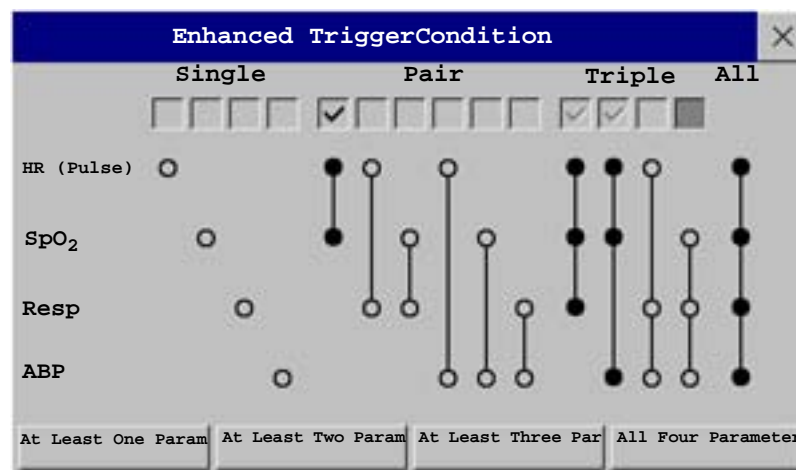 Enhanced TriggerCondition
Single Pair Triple All
HR (Pulse)
SpO₂
Resp
ABP
At Least One Param At Least Two Param At Least Three Par All Four Parameter